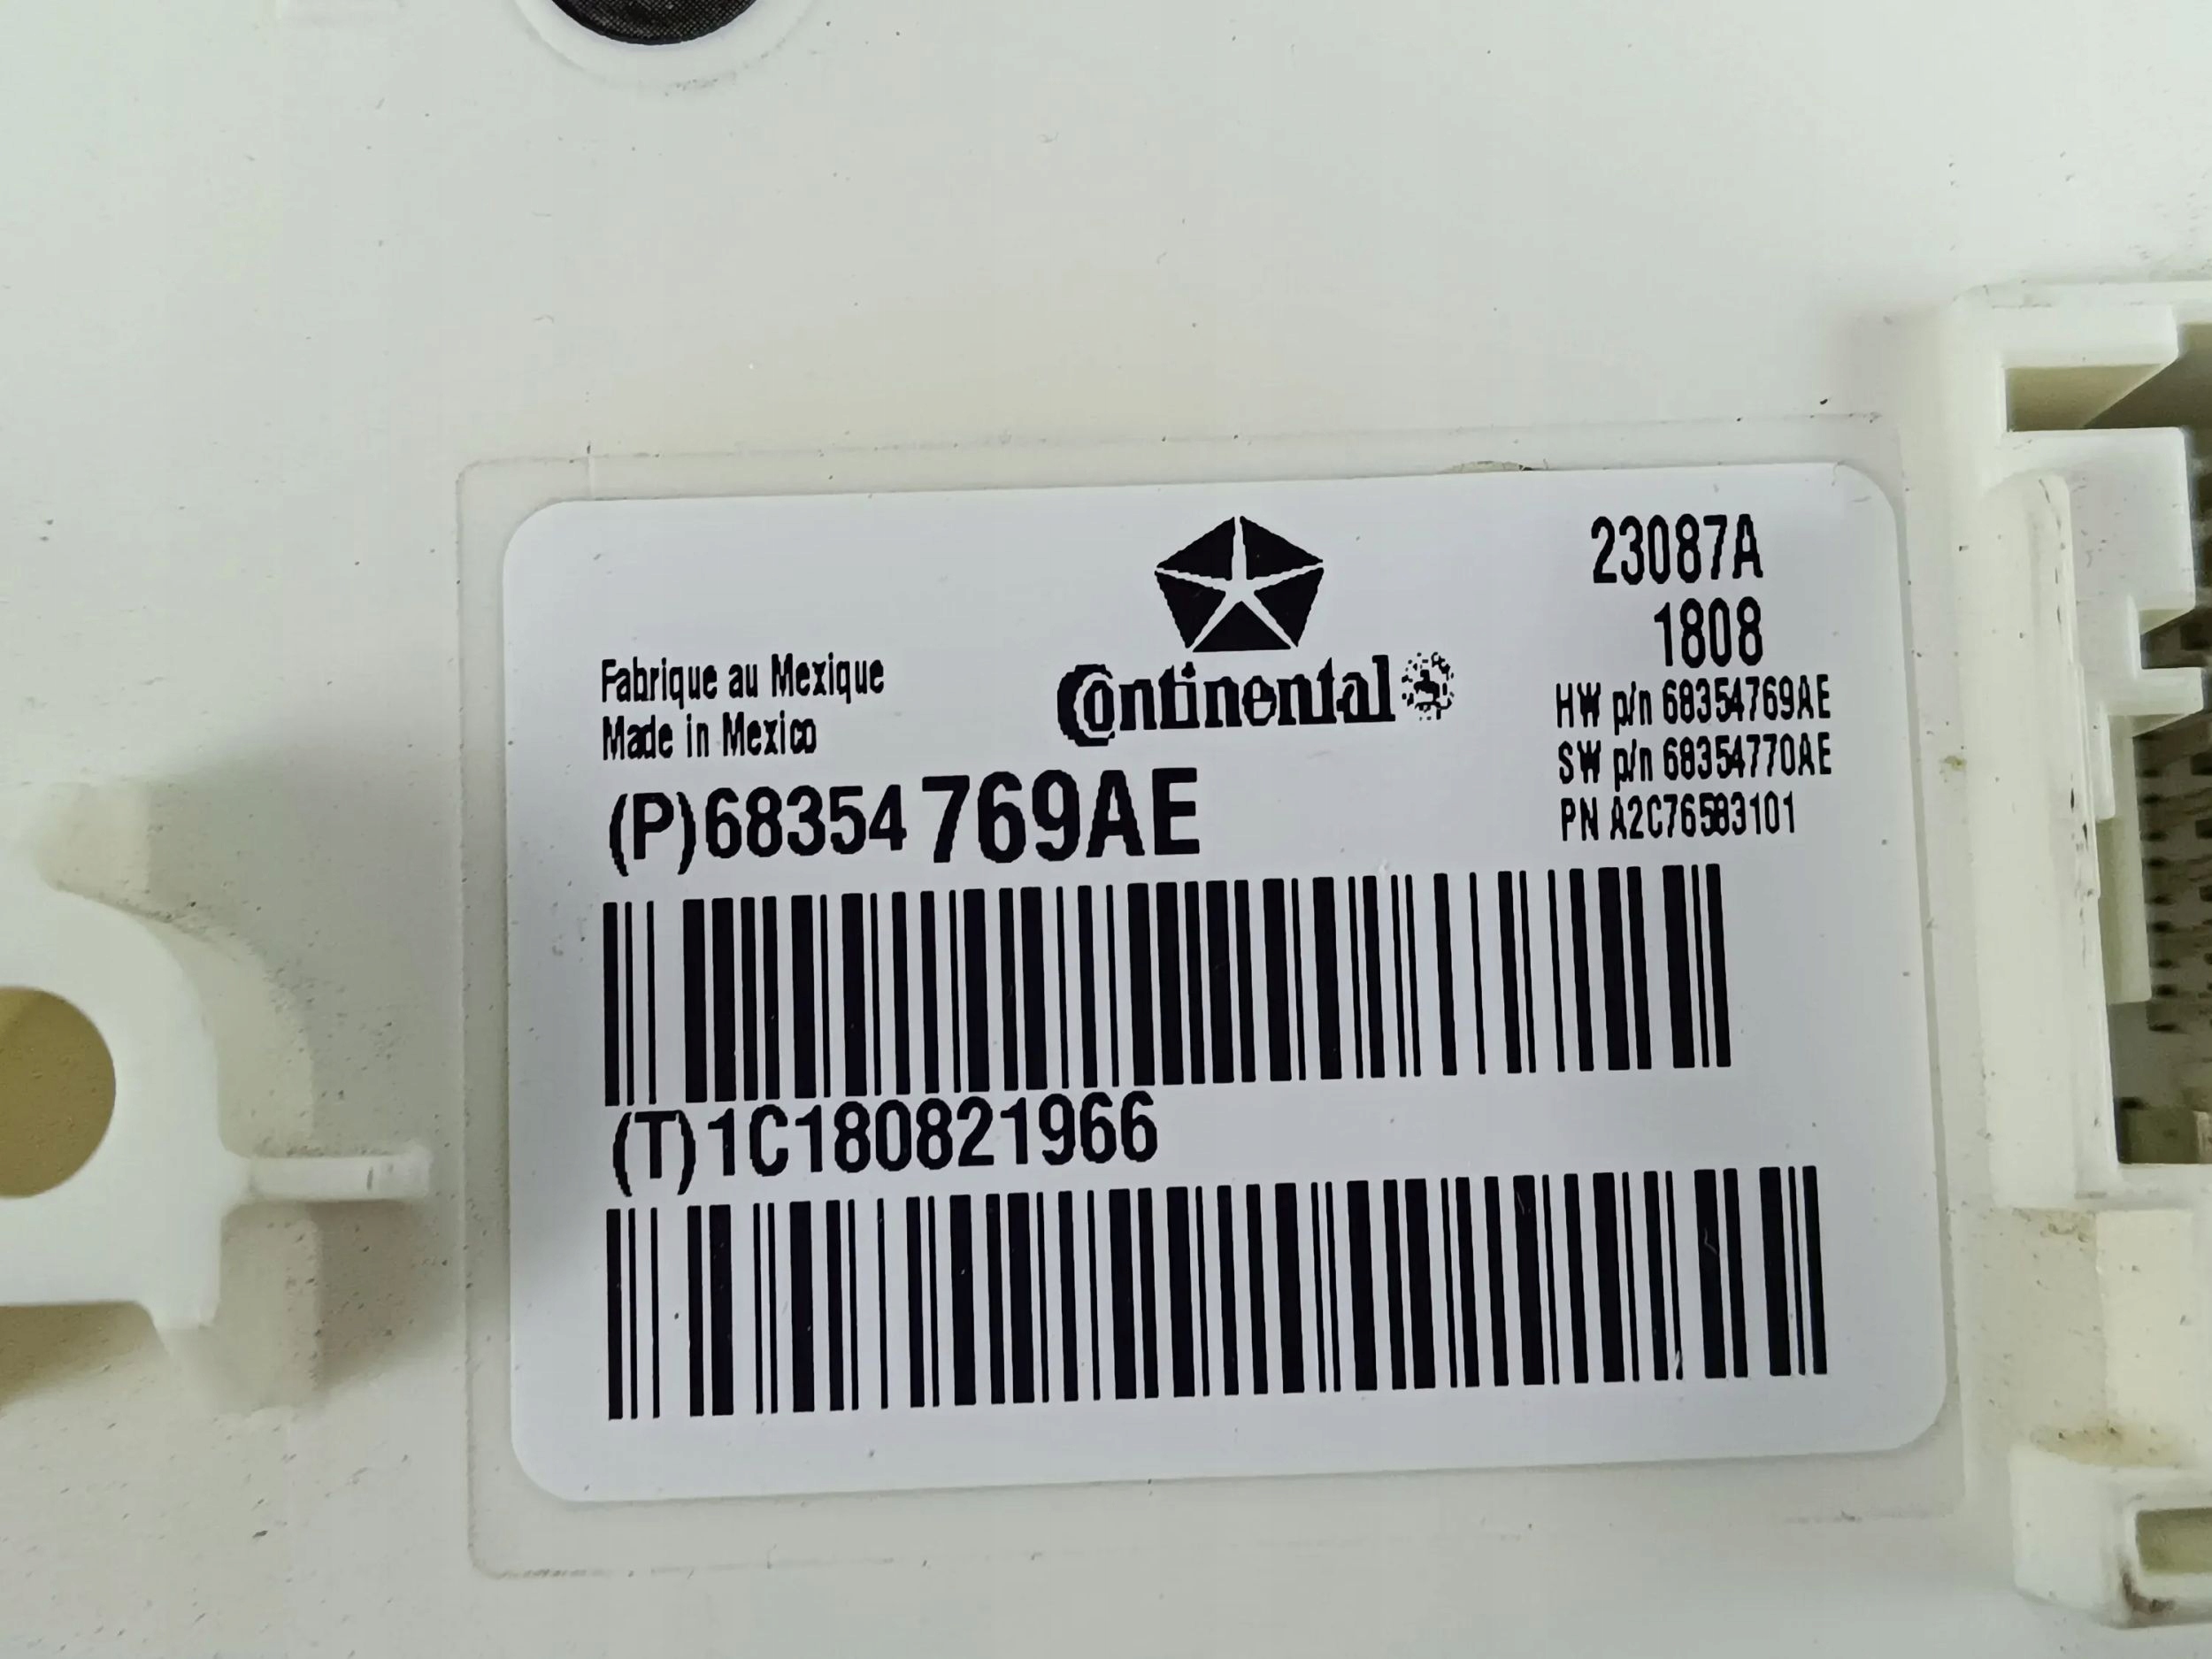 23087A
1808
Fabrique au Mexique
Made in Mexico
Continental
HW p/n 68354769AE
SW p/n 68354770AE
PN A2C76583101
(P)68354769AE
(T)1C180821966